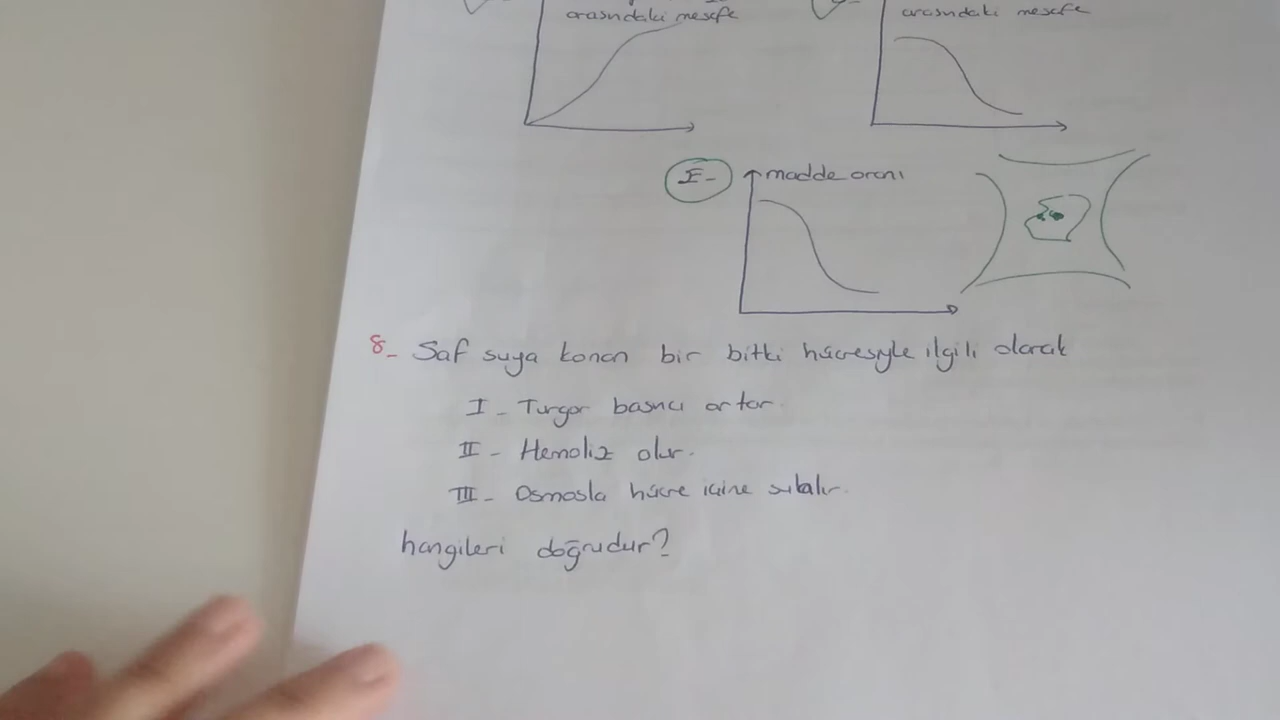 arasındaki mesafe
arasındaki mesafe
I- madde oranı
8- Saf suya konan bir bitki hücresiyle ilgili olarak
I - Turgor basıncı artar.
II - Hemoliz olur.
III - Osmosla hücre içine su alır.
hangileri doğrudur?